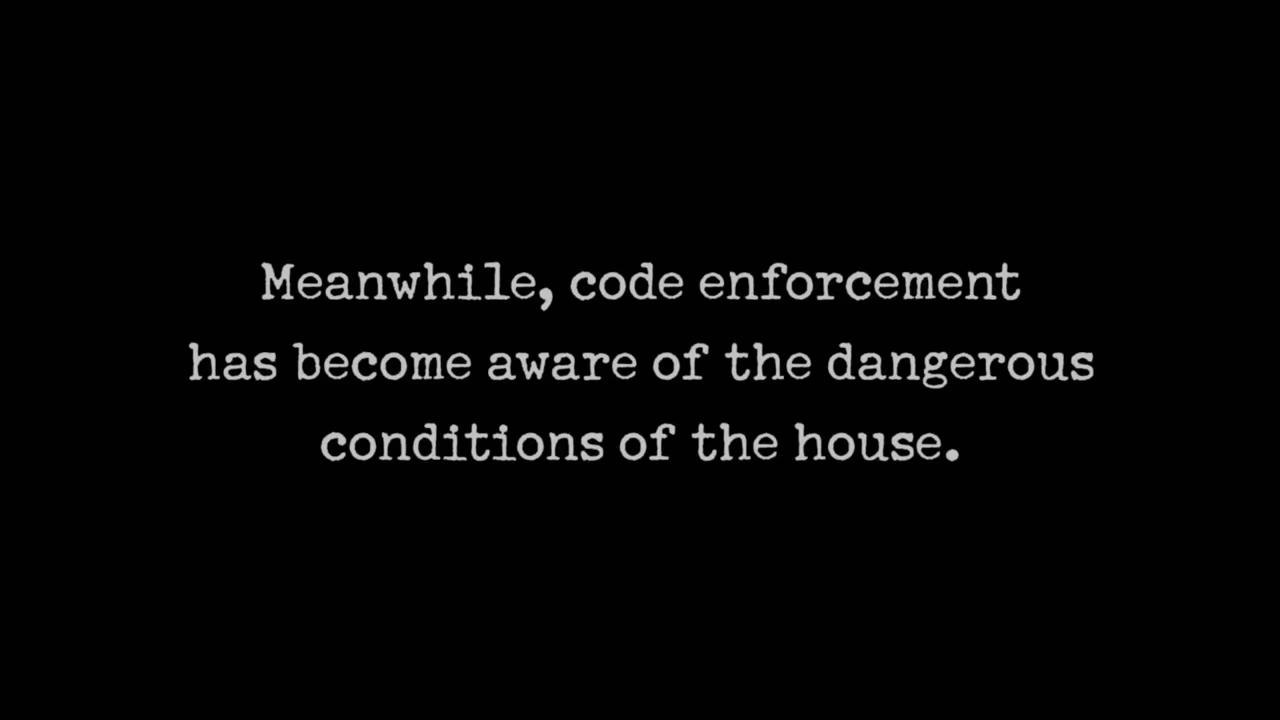 Meanwhile, code enforcement
has become aware of the dangerous
conditions of the house.